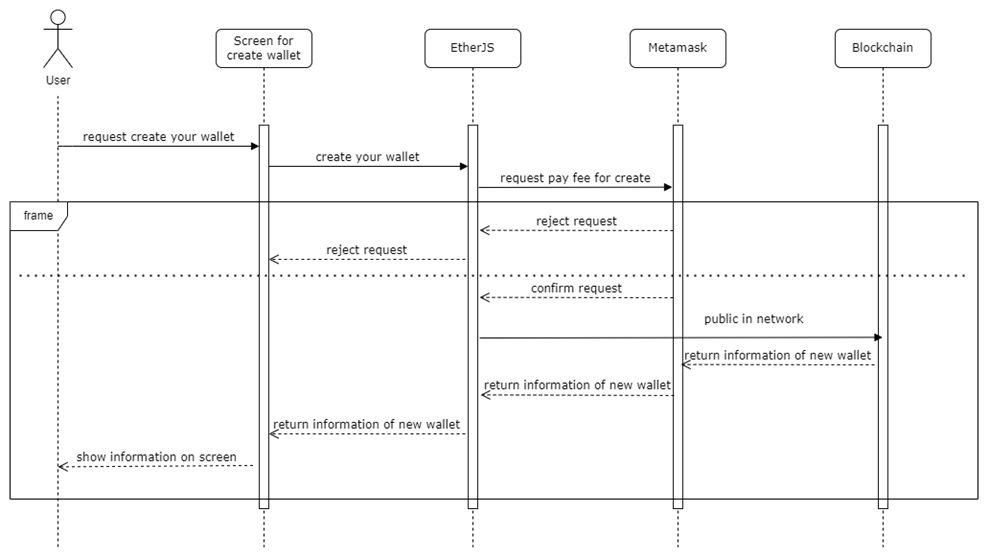 User
Screen for
create wallet
EtherJS
Metamask
Blockchain
request create your wallet
create your wallet
request pay fee for create
frame
reject request
reject request
confirm request
public in network
return information of new wallet
return information of new wallet
return information of new wallet
show information on screen